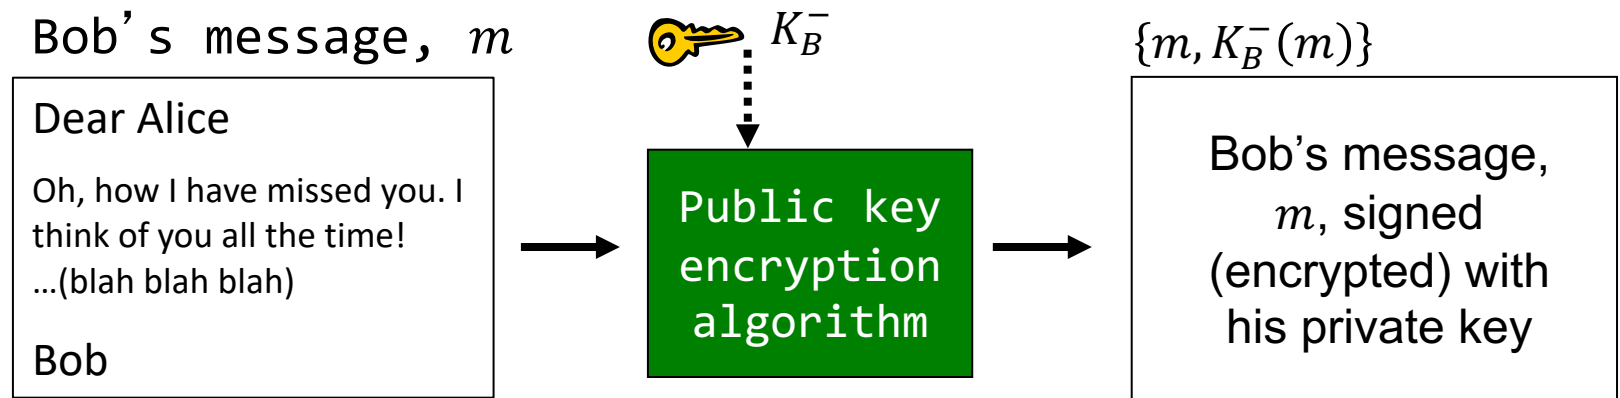 Bob's message, m
Dear Alice
Oh, how I have missed you. I
think of you all the time!
…(blah blah blah)
Bob
K_B^-
Public key
encryption
algorithm
{m, K_B^-(m)}
Bob’s message,
m, signed
(encrypted) with
his private key